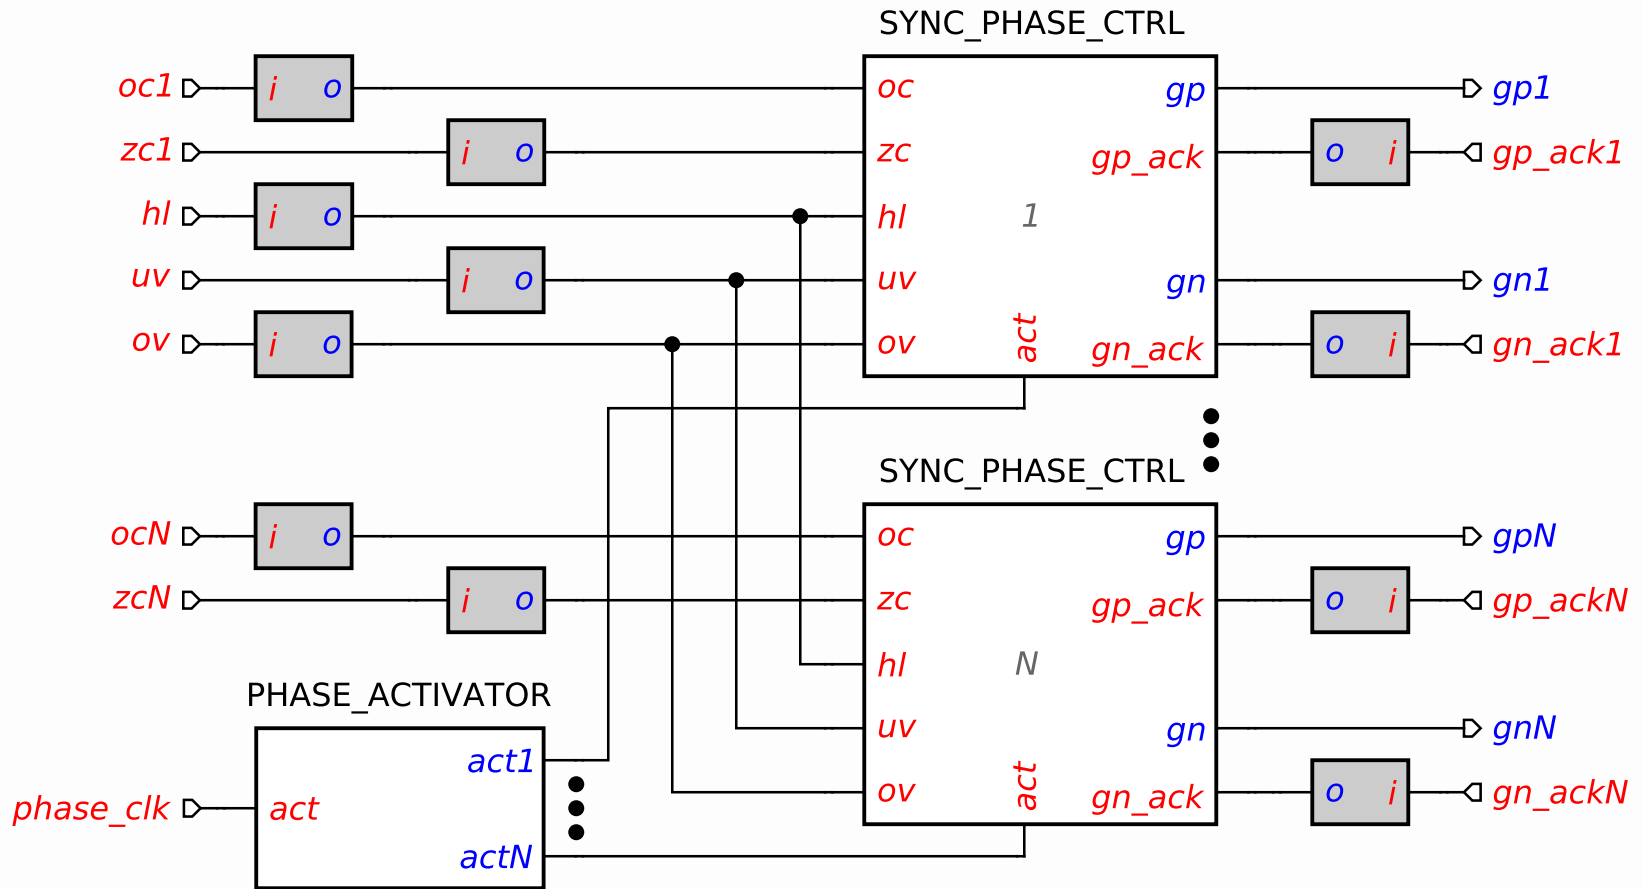 SYNC_PHASE_CTRL
oc1 i o oc gp gp1
zc1 i o zc gp_ack o i gp_ack1
hl i o hl 1
uv i o uv gn gn1
ov i o ov act gn_ack o i gn_ack1
SYNC_PHASE_CTRL
ocN i o oc gp gpN
zcN i o zc gp_ack o i gp_ackN
hl N
PHASE_ACTIVATOR
uv gn gnN
act1
ov act gn_ack o i gn_ackN
phase_clk act
actN